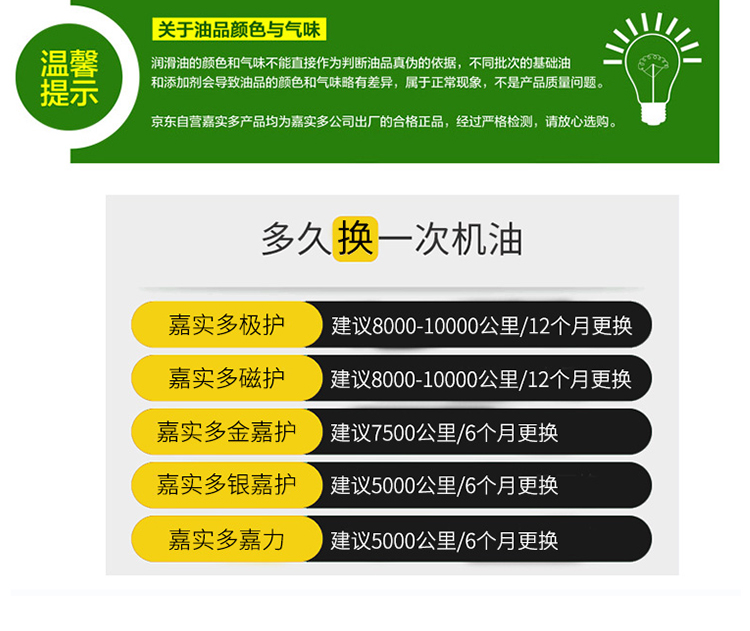 温馨
提示
关于油品颜色与气味
润滑油的颜色和气味不能直接作为判断油品真伪的依据，不同批次的基础油
和添加剂会导致油品的颜色和气味略有差异，属于正常现象，不是产品质量问题。
京东自营嘉实多产品均为嘉实多公司出厂的合格正品，经过严格检测，请放心选购。
多久换一次机油
嘉实多极护 建议8000-10000公里/12个月更换
嘉实多磁护 建议8000-10000公里/12个月更换
嘉实多金嘉护 建议7500公里/6个月更换
嘉实多银嘉护 建议5000公里/6个月更换
嘉实多嘉力 建议5000公里/6个月更换